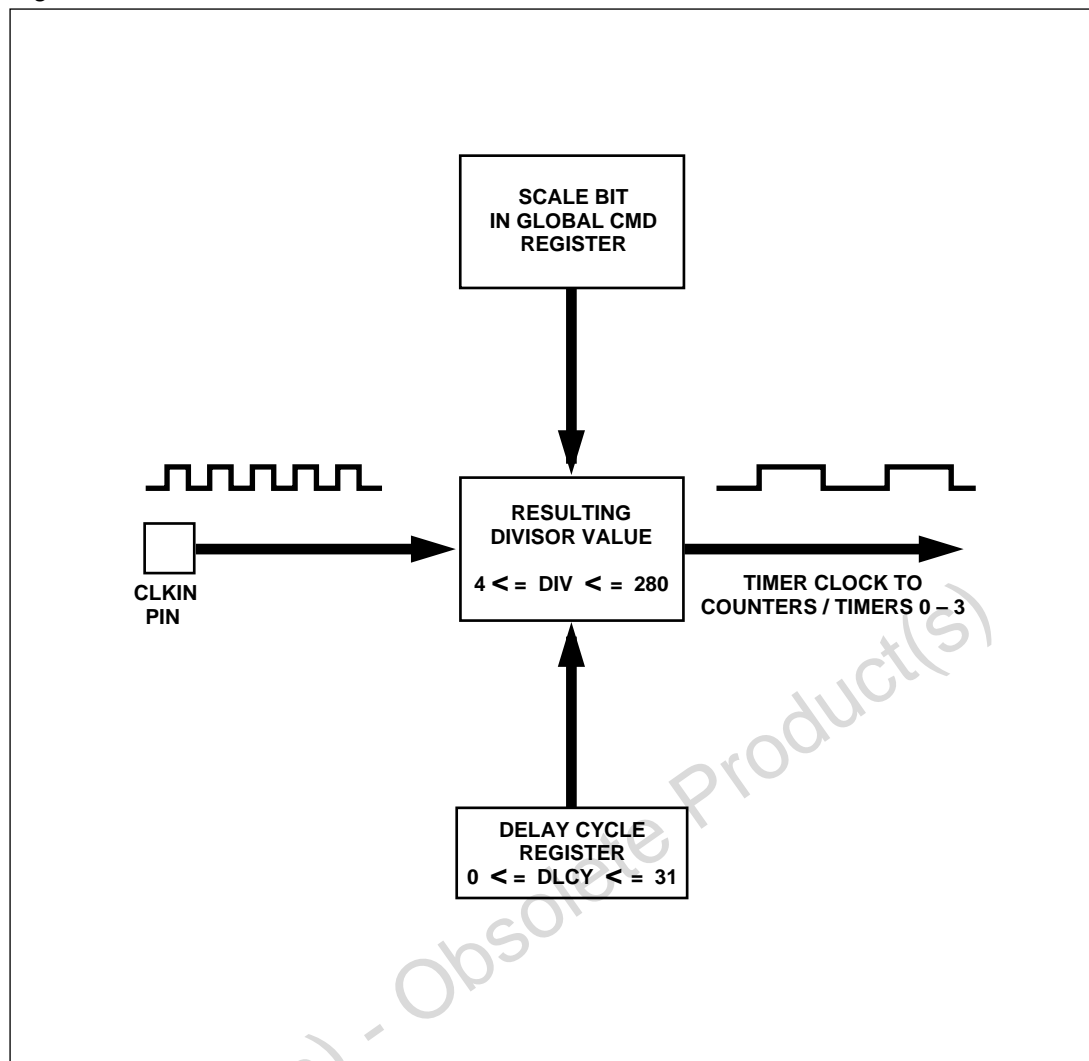 SCALE BIT
IN GLOBAL CMD
REGISTER
RESULTING
DIVISOR VALUE
4 < = DIV < = 280
CLKIN
PIN
TIMER CLOCK TO
COUNTERS / TIMERS 0 – 3
DELAY CYCLE
REGISTER
0 < = DLCY < = 31
) - Obsolete Product(s)